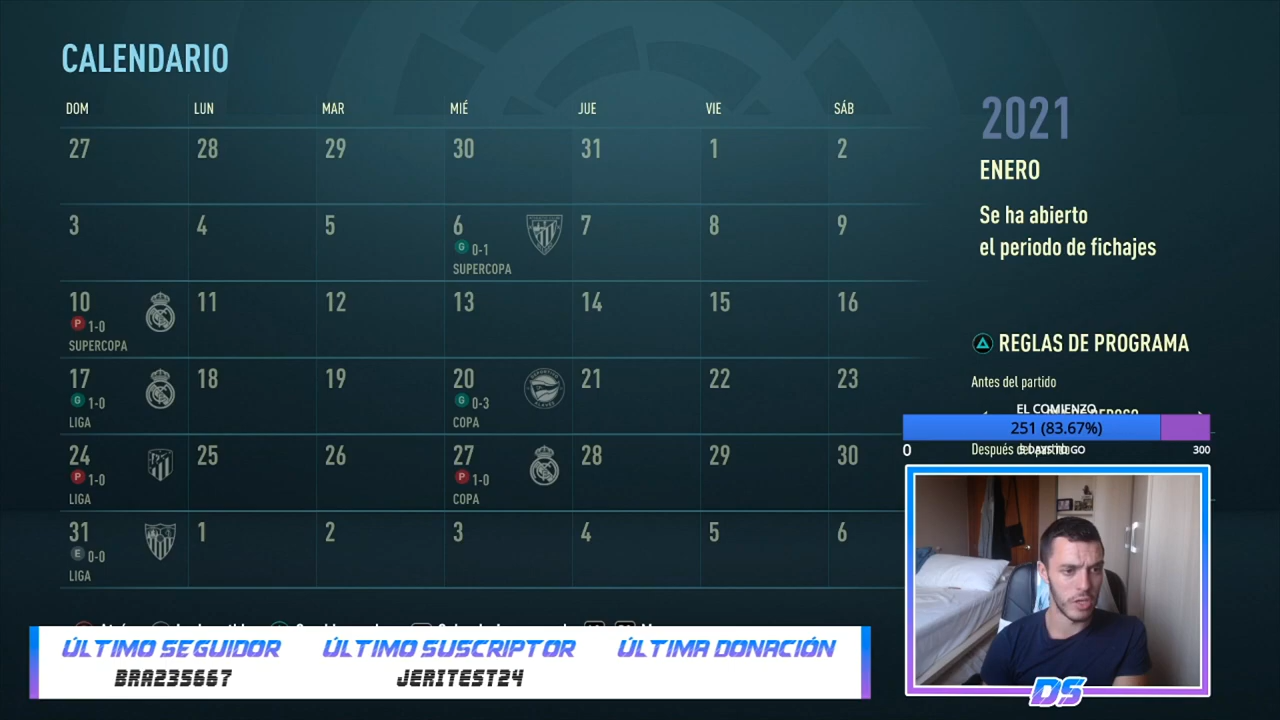 CALENDARIO
DOM LUN MAR MIÉ JUE VIE SÁB
27 28 29 30 31 1 2
3 4 5 6 7 8 9
G 0-1
SUPERCOPA
10 11 12 13 14 15 16
P 1-0
SUPERCOPA
17 18 19 20 21 22 23
G 1-0 G 0-3
LIGA COPA
24 25 26 27 28 29 30
P 1-0 P 1-0
LIGA COPA
31 1 2 3 4 5 6
E 0-0
LIGA
2021
ENERO
Se ha abierto
el periodo de fichajes
REGLAS DE PROGRAMA
Antes del partido
EL COMIENZO
251 (83.67%)
0 300
Después del partido
ÚLTIMO SEGUIDOR ÚLTIMO SUSCRIPTOR ÚLTIMA DONACIÓN
BRA235667 JERITEST24
DS